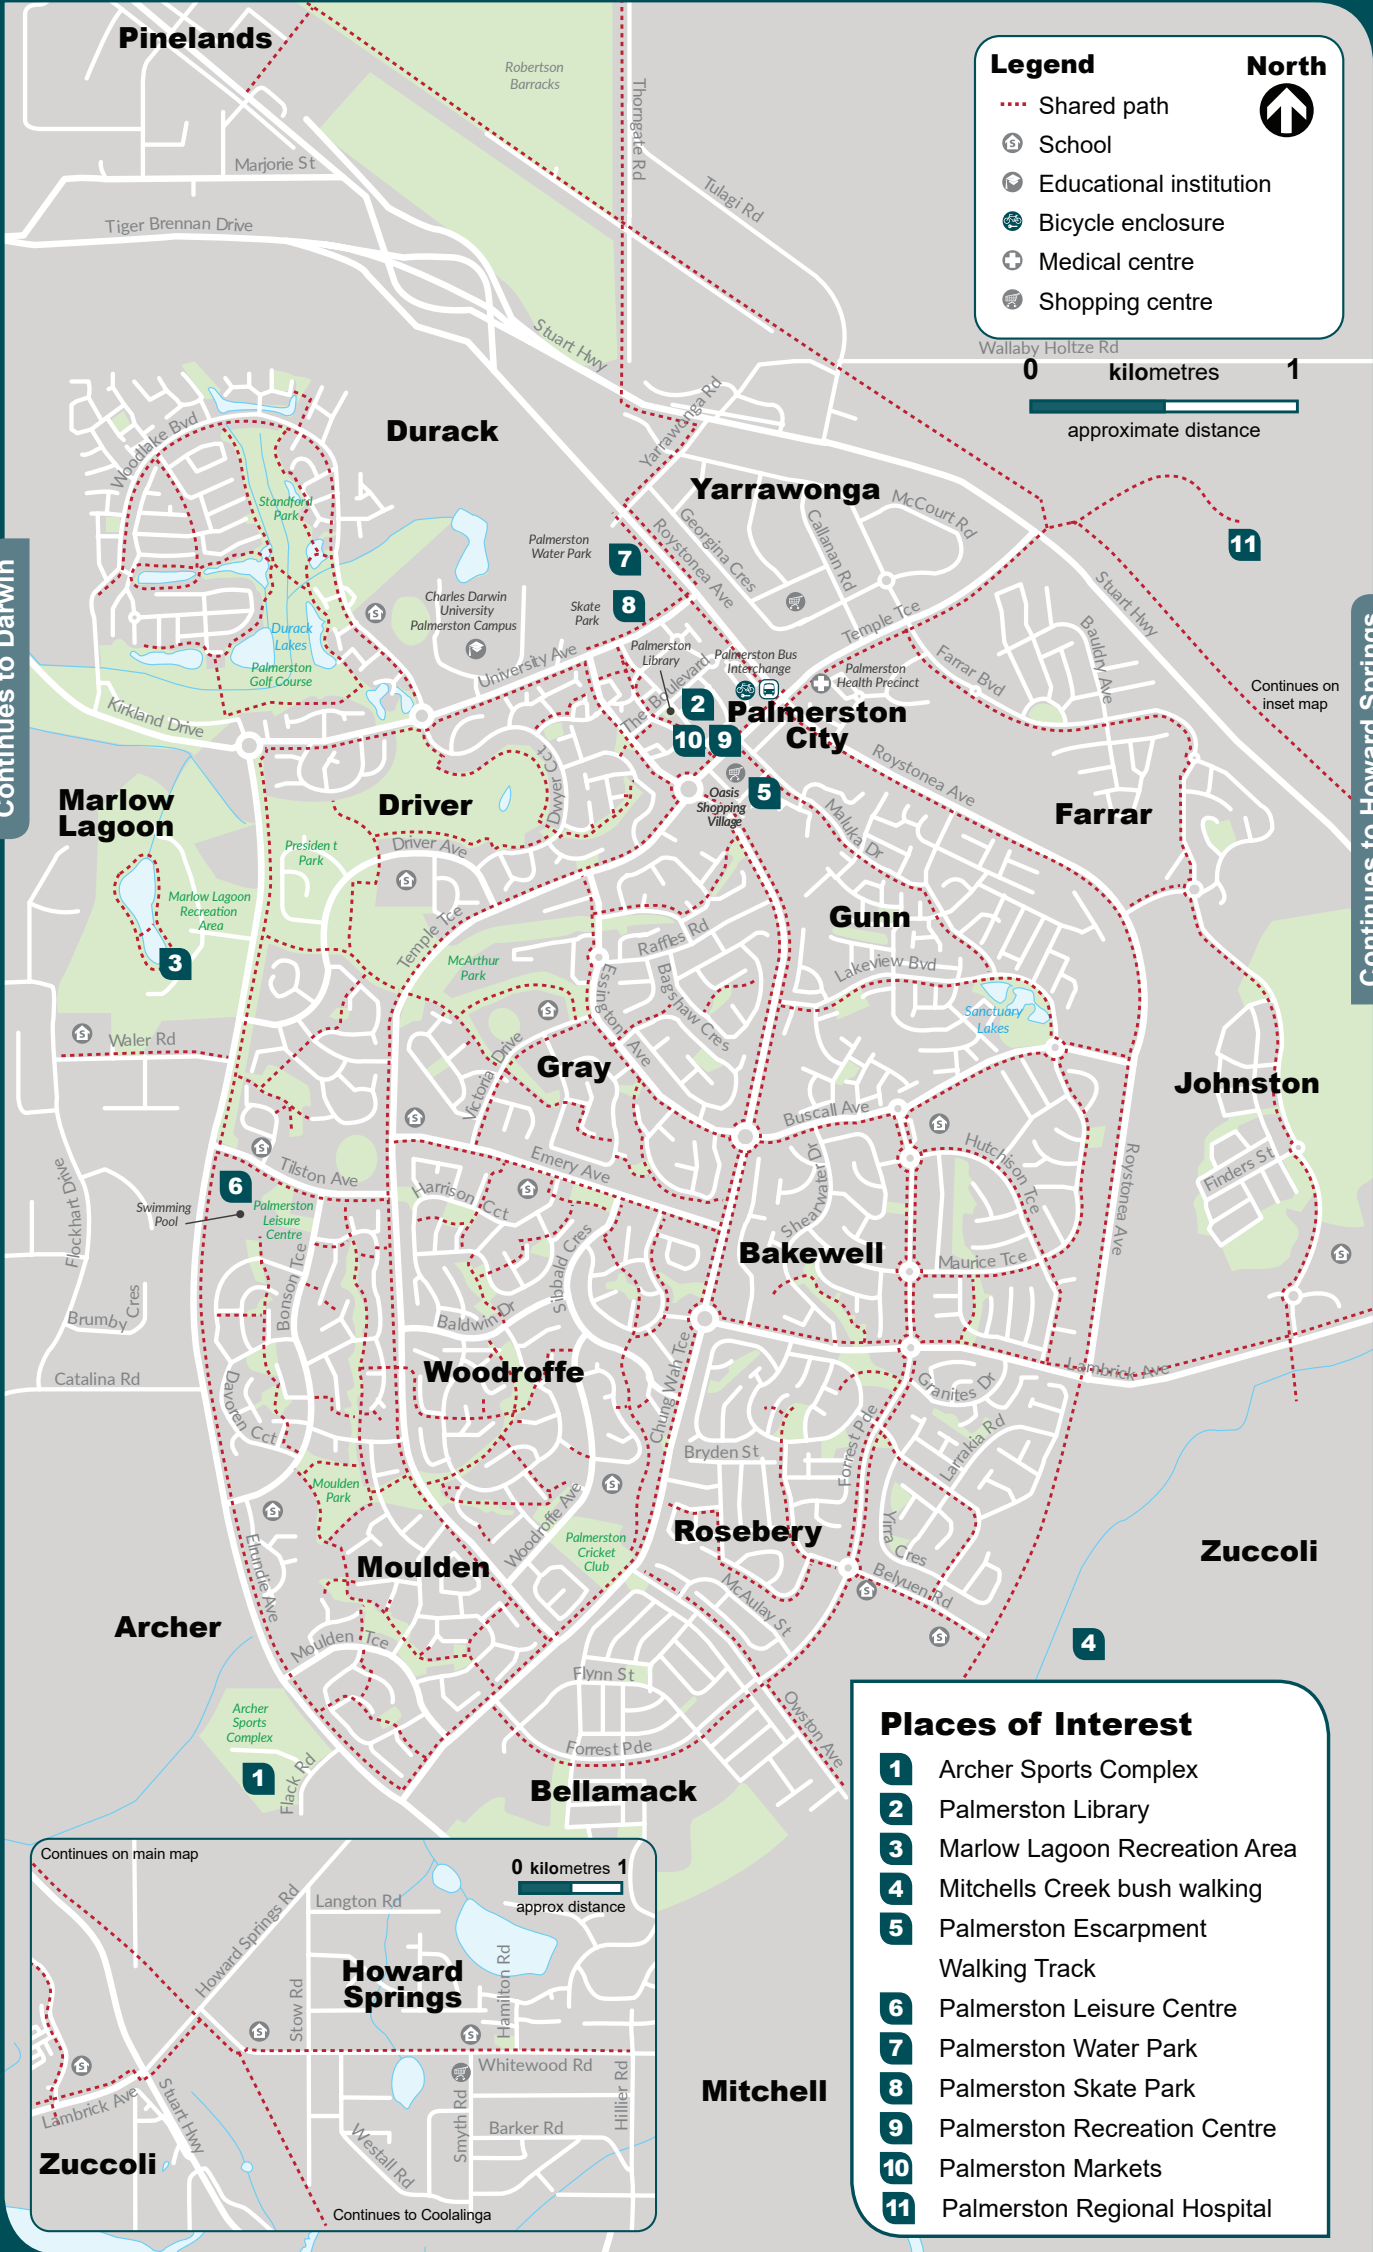 Pinelands
Robertson
Barracks
Thorngate Rd
Tulagi Rd
Marjorie St
Tiger Brennan Drive
Stuart Hwy
Legend
North
Shared path
School
Educational institution
Bicycle enclosure
Medical centre
Shopping centre
Wallaby Holtze Rd
0 kilometres 1
approximate distance
Durack
Woodlake Bvd
Yarrawonga Rd
Yarrawonga
McCourt Rd
Standford
Park
Georgina Cres
Callanan Rd
Roystonea Ave
Palmerston
Water Park
7
11
Continues to Darwin
Charles Darwin
University
Palmerston Campus
Skate
Park
8
Temple Tce
Stuart Hwy
Bauldry Ave
Durack
Lakes
Palmerston
Golf Course
University Ave
Palmerston
Library
The Boulevard
Palmerston Bus
Interchange
Palmerston
Health Precinct
Farrar Bvd
Continues on
inset map
Continues to Howard Springs
Kirkland Drive
2
Palmerston
City
10
9
Dwyer Cct
Roystonea Ave
Marlow
Lagoon
Driver
Oasis
Shopping
Village
5
Maluka Dr
Farrar
President
Park
Driver Ave
Marlow Lagoon
Recreation
Area
3
Temple Tce
McArthur
Park
Raffles Rd
Essington Ave
Bagshaw Cres
Gunn
Lakeview Bvd
Sanctuary
Lakes
Waler Rd
Victoria Drive
Gray
Johnston
Buscall Ave
Hutchison Tce
Shearwater Dr
Roystonea Ave
Finders St
Flockhart Drive
Tilston Ave
Emery Ave
Harrison Cct
6
Swimming
Pool
Palmerston
Leisure
Centre
Sibbald Cres
Bakewell
Maurice Tce
Bonson Tce
Brumby Cres
Baldwin Dr
Catalina Rd
Woodroffe
Chung Wah Tce
Lambrick Ave
Granites Dr
Davoren Cct
Forrest Pde
Larrakia Rd
Bryden St
Moulden
Park
Woodroffe Ave
Palmerston
Cricket
Club
Rosebery
Yirra Cres
Belyuen Rd
Zuccoli
Elrundie Ave
Moulden
McAulay St
Archer
Moulden Tce
4
Flynn St
Owston Ave
Archer
Sports
Complex
1
Flack Rd
Forrest Pde
Bellamack
Places of Interest
1 Archer Sports Complex
2 Palmerston Library
3 Marlow Lagoon Recreation Area
4 Mitchells Creek bush walking
5 Palmerston Escarpment
Walking Track
6 Palmerston Leisure Centre
7 Palmerston Water Park
8 Palmerston Skate Park
9 Palmerston Recreation Centre
10 Palmerston Markets
11 Palmerston Regional Hospital
Continues on main map
0 kilometres 1
approx distance
Howard Springs Rd
Langton Rd
Howard
Springs
Stow Rd
Hamilton Rd
Whitewood Rd
Lambrick Ave
Stuart Hwy
Zuccoli
Westall Rd
Smyth Rd
Barker Rd
Hillier Rd
Continues to Coolalinga
Mitchell